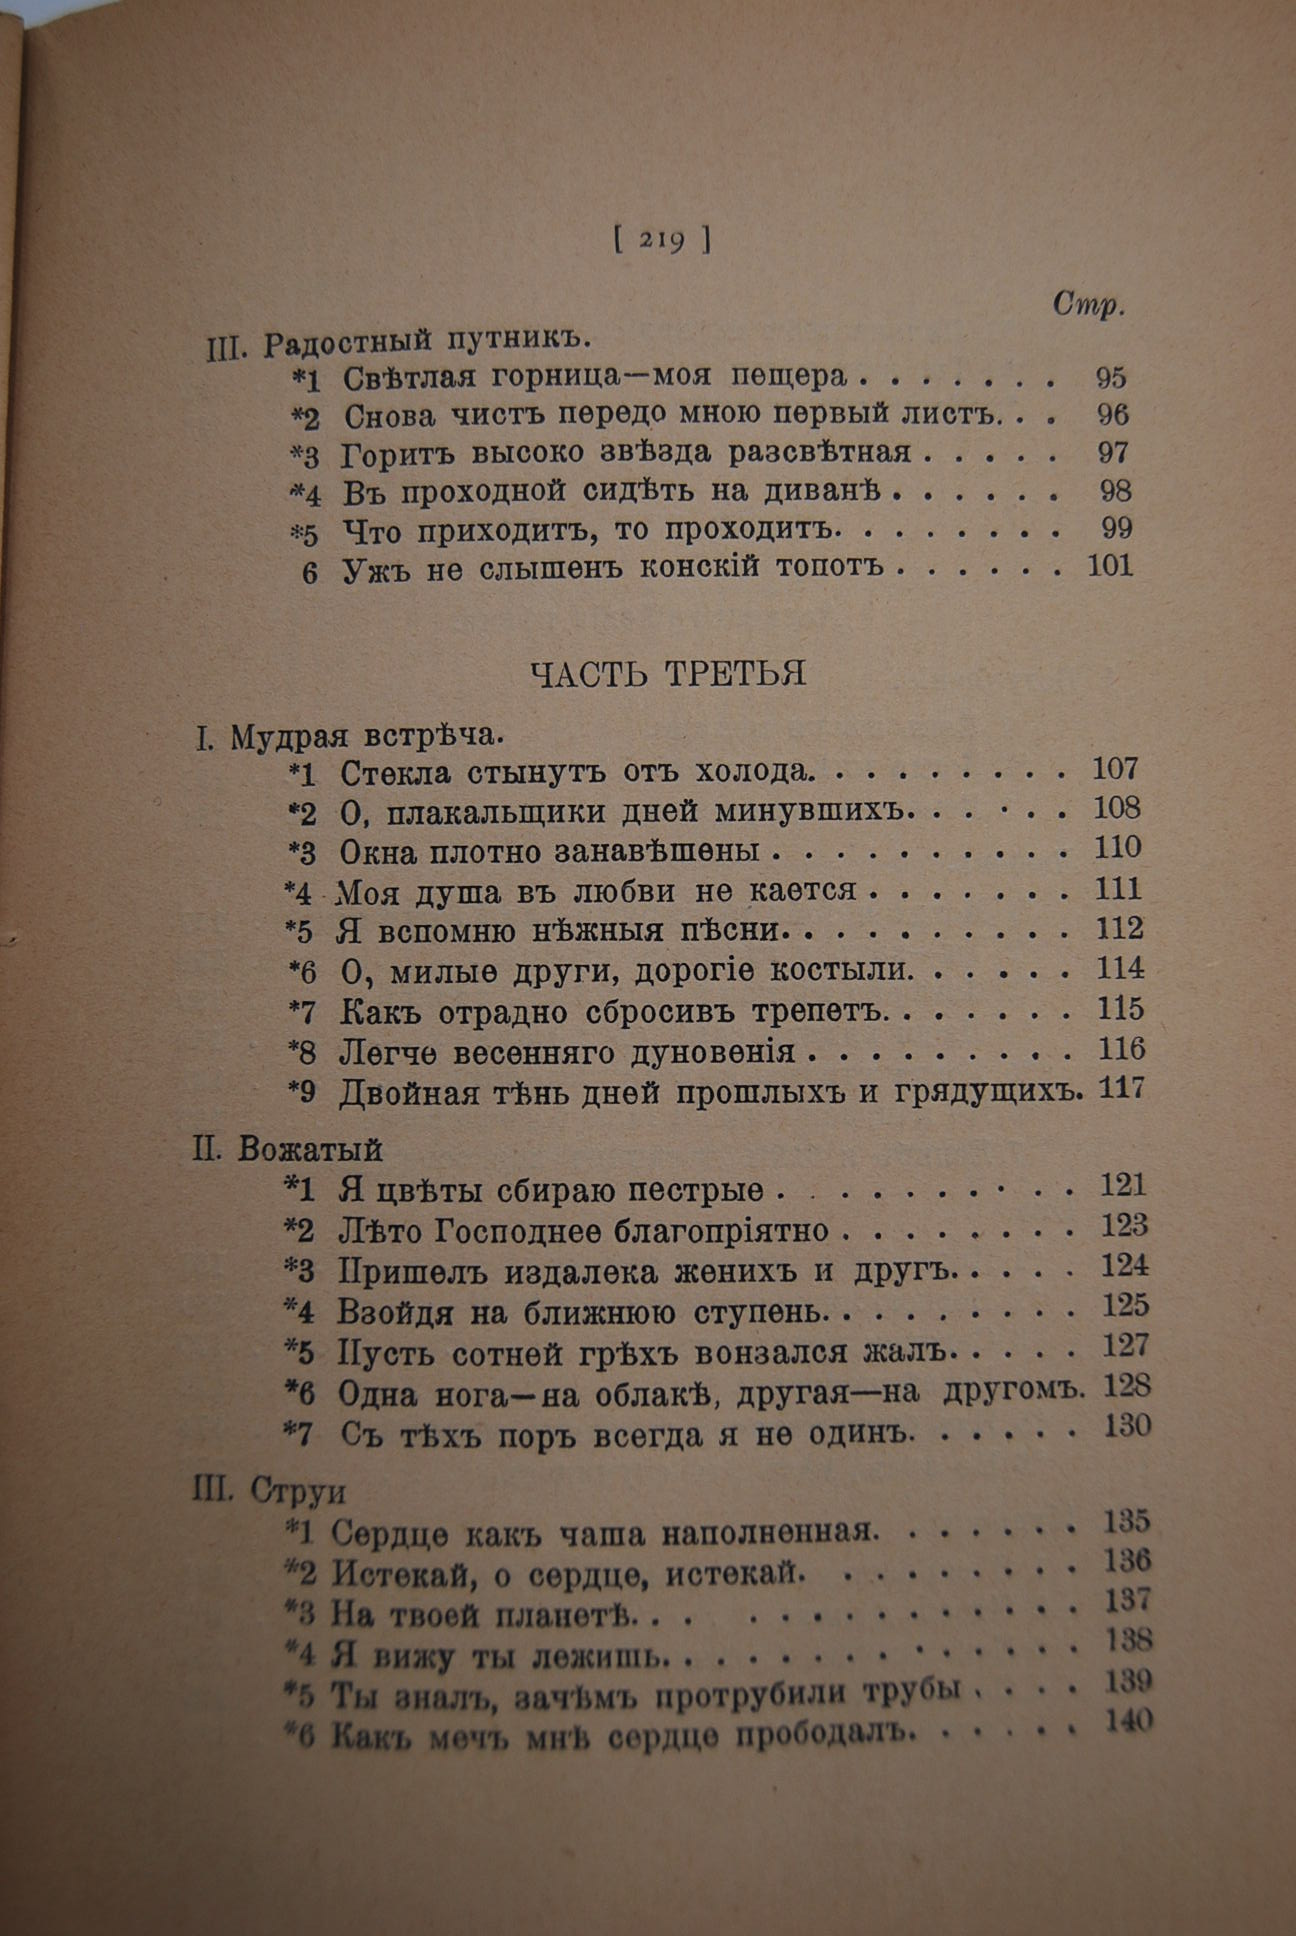 [ 219 ]
Стр.
III. Радостный путникъ.
*1 Свѣтлая горница—моя пещера . . . . . . . 95
*2 Снова чистъ передо мною первый листъ. . . 96
*3 Горитъ высоко звѣзда разсвѣтная . . . . . 97
*4 Въ проходной сидѣть на диванѣ . . . . . . 98
*5 Что приходитъ, то проходитъ. . . . . . . . 99
6 Ужъ не слышенъ конскій топотъ . . . . . . 101
ЧАСТЬ ТРЕТЬЯ
I. Мудрая встрѣча.
*1 Стекла стынутъ отъ холода. . . . . . . . . 107
*2 О, плакальщики дней минувшихъ. . . . . . 108
*3 Окна плотно занавѣшены . . . . . . . . . . 110
*4 Моя душа въ любви не кается . . . . . . . 111
*5 Я вспомню нѣжныя пѣсни. . . . . . . . . . 112
*6 О, милые други, дорогіе костыли. . . . . . 114
*7 Какъ отрадно сбросивъ трепетъ. . . . . . . 115
*8 Легче весенняго дуновенія . . . . . . . . . 116
*9 Двойная тѣнь дней прошлыхъ и грядущихъ. 117
II. Вожатый
*1 Я цвѣты сбираю пестрые . . . . . . . . . . 121
*2 Лѣто Господнее благопріятно . . . . . . . . 123
*3 Пришелъ издалека женихъ и другъ. . . . . 124
*4 Взойдя на ближнюю ступень. . . . . . . . . 125
*5 Пусть сотней грѣхъ вонзался жалъ. . . . . 127
*6 Одна нога—на облакѣ, другая—на другомъ. 128
*7 Съ тѣхъ поръ всегда я не одинъ. . . . . . 130
III. Струи
*1 Сердце какъ чаша наполненная. . . . . . . 135
*2 Истекай, о сердце, истекай. . . . . . . . . 136
*3 На твоей планетѣ. . . . . . . . . . . . . 137
*4 Я вижу ты лежишь. . . . . . . . . . . . . 138
*5 Ты зналъ, зачѣмъ протрубили трубы . . . . 139
*6 Какъ мечъ мнѣ сердце прободалъ. . . . . . 140